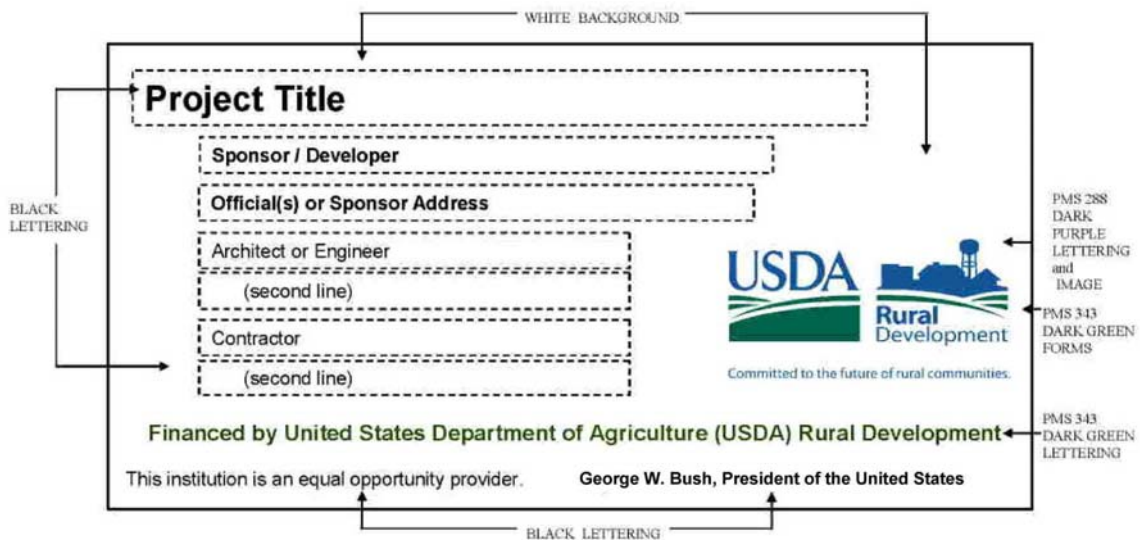 WHITE BACKGROUND
Project Title
Sponsor / Developer
Official(s) or Sponsor Address
BLACK
LETTERING
Architect or Engineer
(second line)
Contractor
(second line)
USDA
Rural
Development
Committed to the future of rural communities.
PMS 288
DARK
PURPLE
LETTERING
and
IMAGE
PMS 343
DARK GREEN
FORMS
Financed by United States Department of Agriculture (USDA) Rural Development
PMS 343
DARK GREEN
LETTERING
This institution is an equal opportunity provider.
George W. Bush, President of the United States
BLACK LETTERING